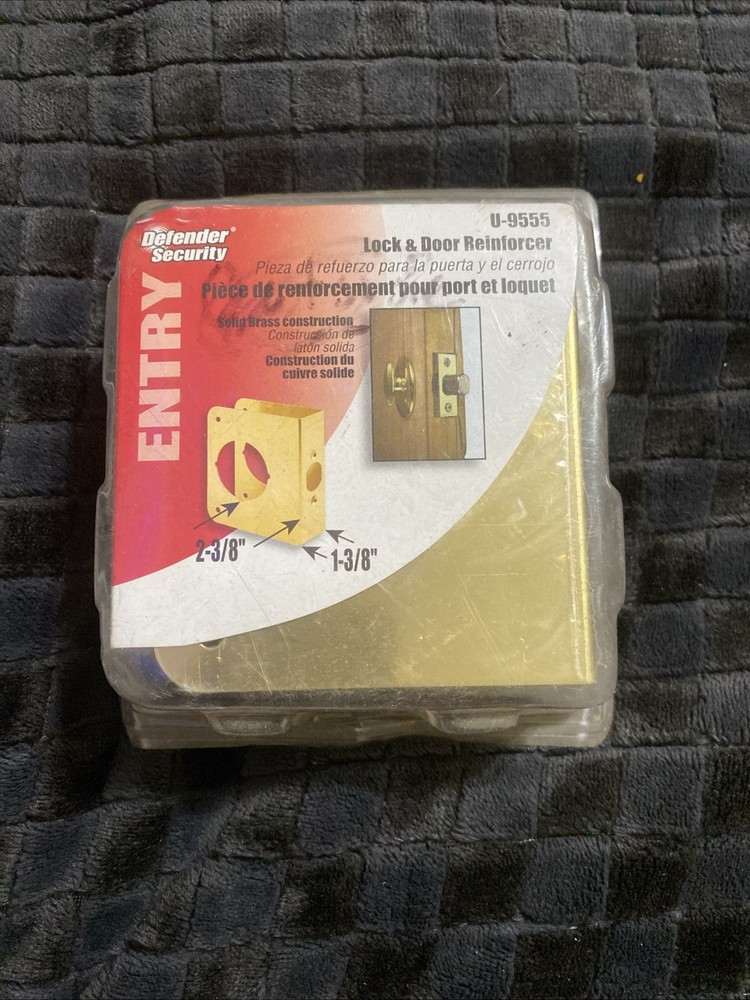 Defender®
Security
ENTRY
U-9555
Lock & Door Reinforcer
Pieza de refuerzo para la puerta y el cerrojo
Pièce de renforcement pour port et loquet
Solid Brass construction
Construcción de
latón solida
Construction du
cuivre solide
2-3/8"
1-3/8"